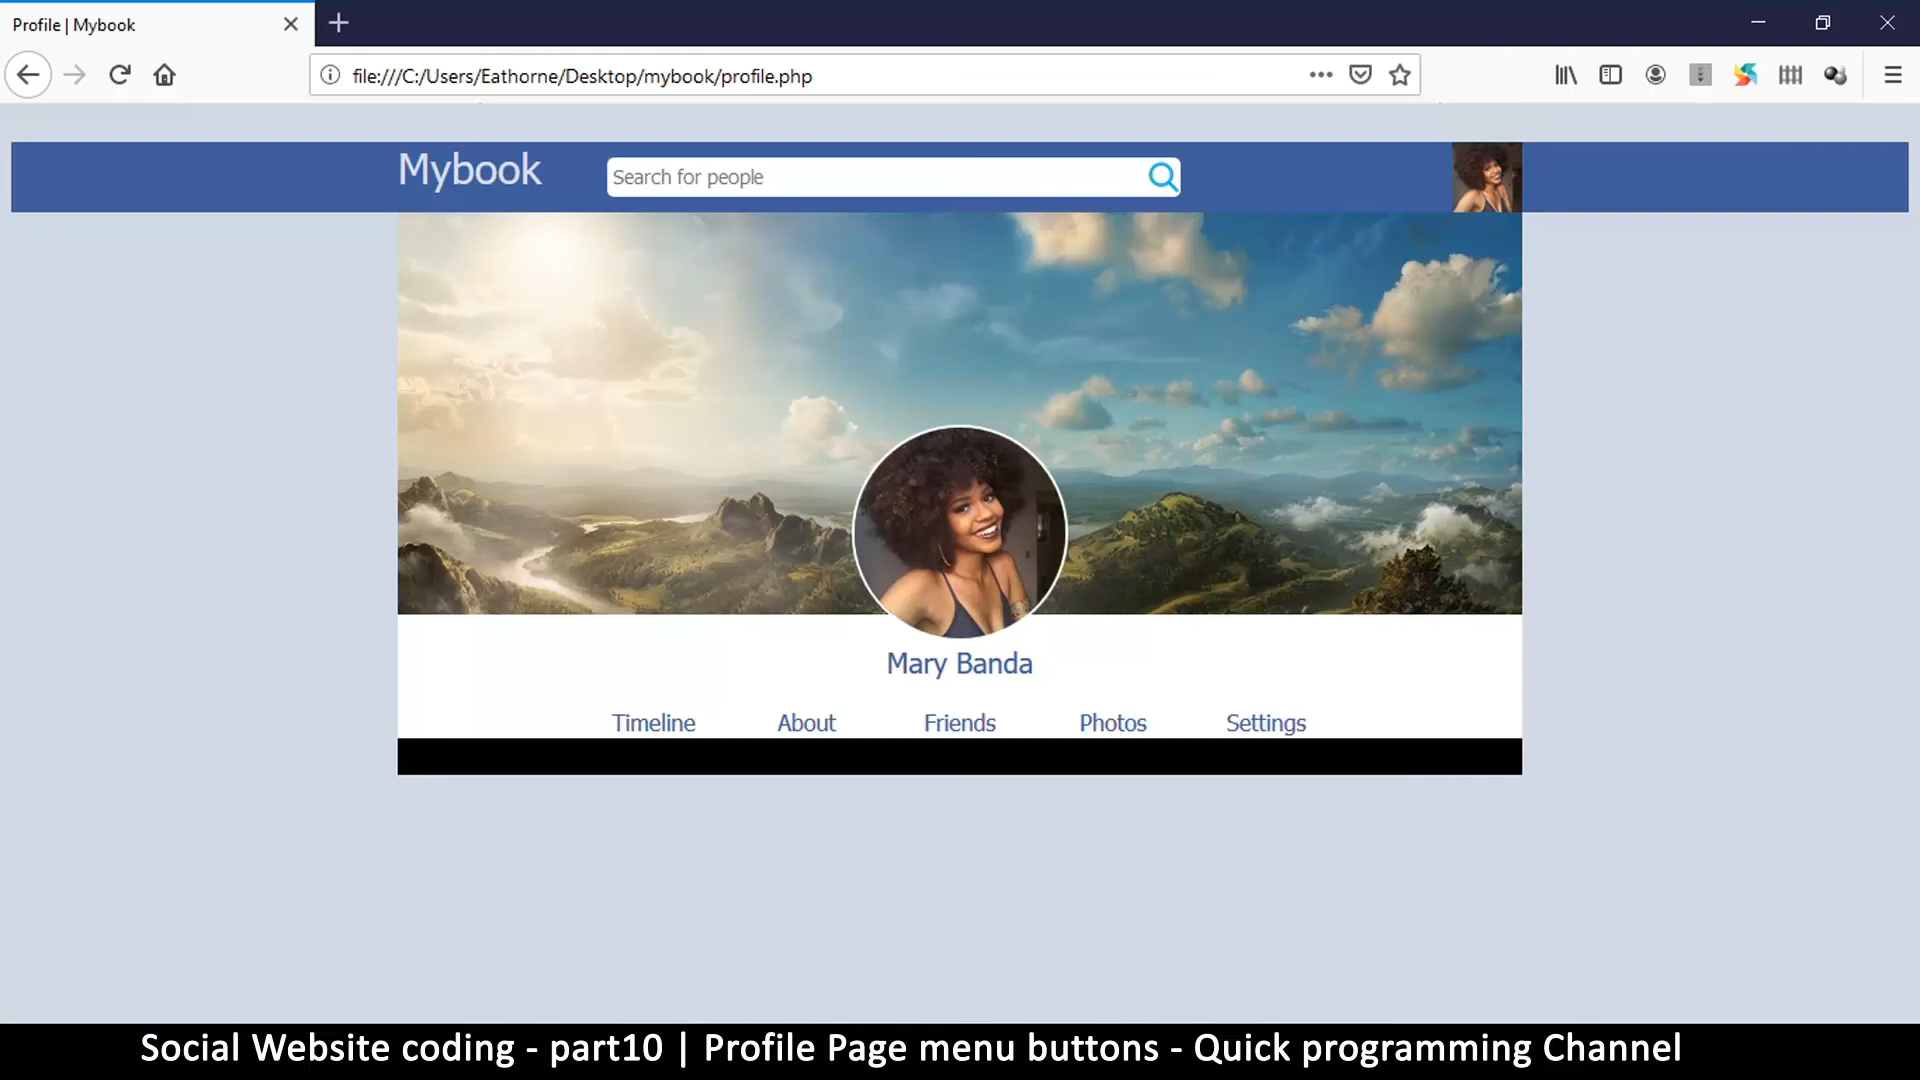 Profile | Mybook
file:///C:/Users/Eathorne/Desktop/mybook/profile.php
Mybook
Search for people
Mary Banda
Timeline About Friends Photos Settings
Social Website coding - part10 | Profile Page menu buttons - Quick programming Channel